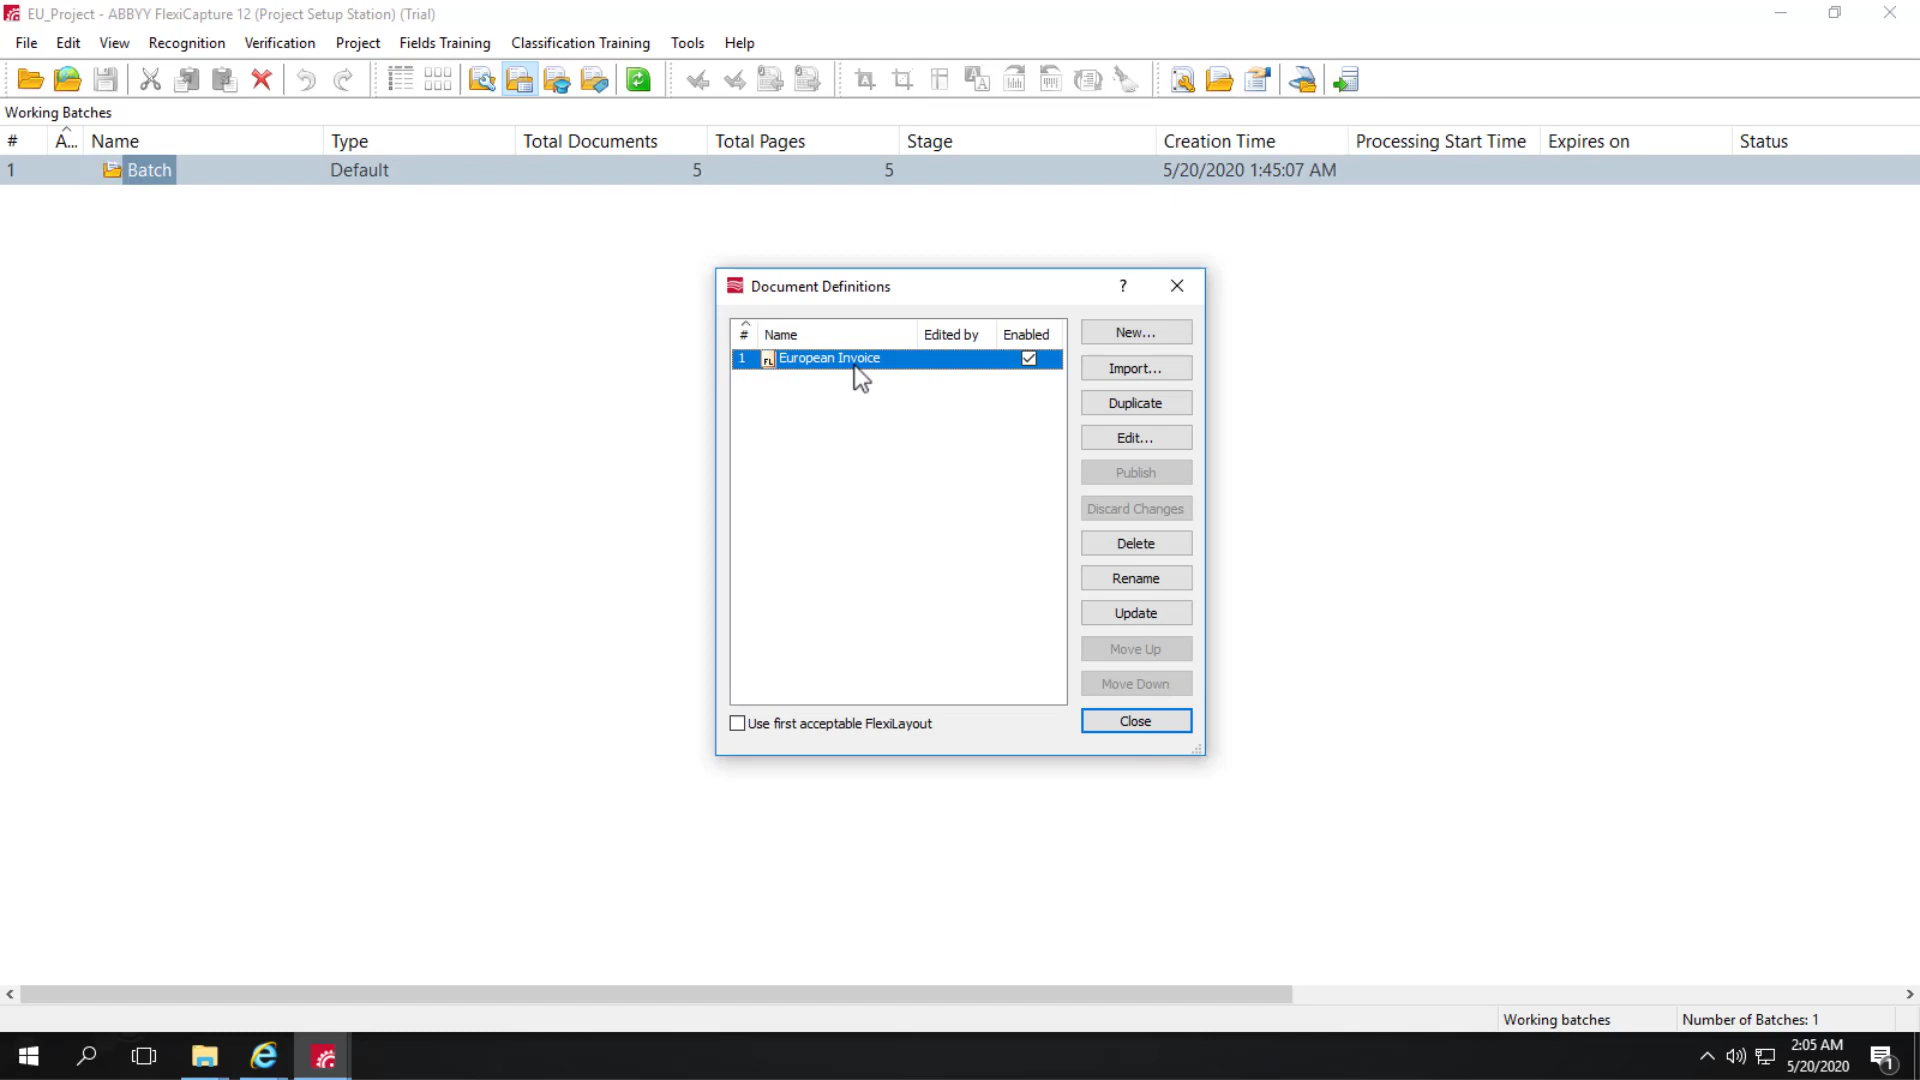 EU_Project - ABBYY FlexiCapture 12 (Project Setup Station) (Trial)
File Edit View Recognition Verification Project Fields Training Classification Training Tools Help
Working Batches
# A... Name Type Total Documents Total Pages Stage Creation Time Processing Start Time Expires on Status
1 Batch Default 5 5 5/20/2020 1:45:07 AM
Document Definitions ?
# Name Edited by Enabled
1 FL European Invoice
New...
Import...
Duplicate
Edit...
Publish
Discard Changes
Delete
Rename
Update
Move Up
Move Down
Use first acceptable FlexiLayout
Close
Working batches Number of Batches: 1
2:05 AM
5/20/2020
1